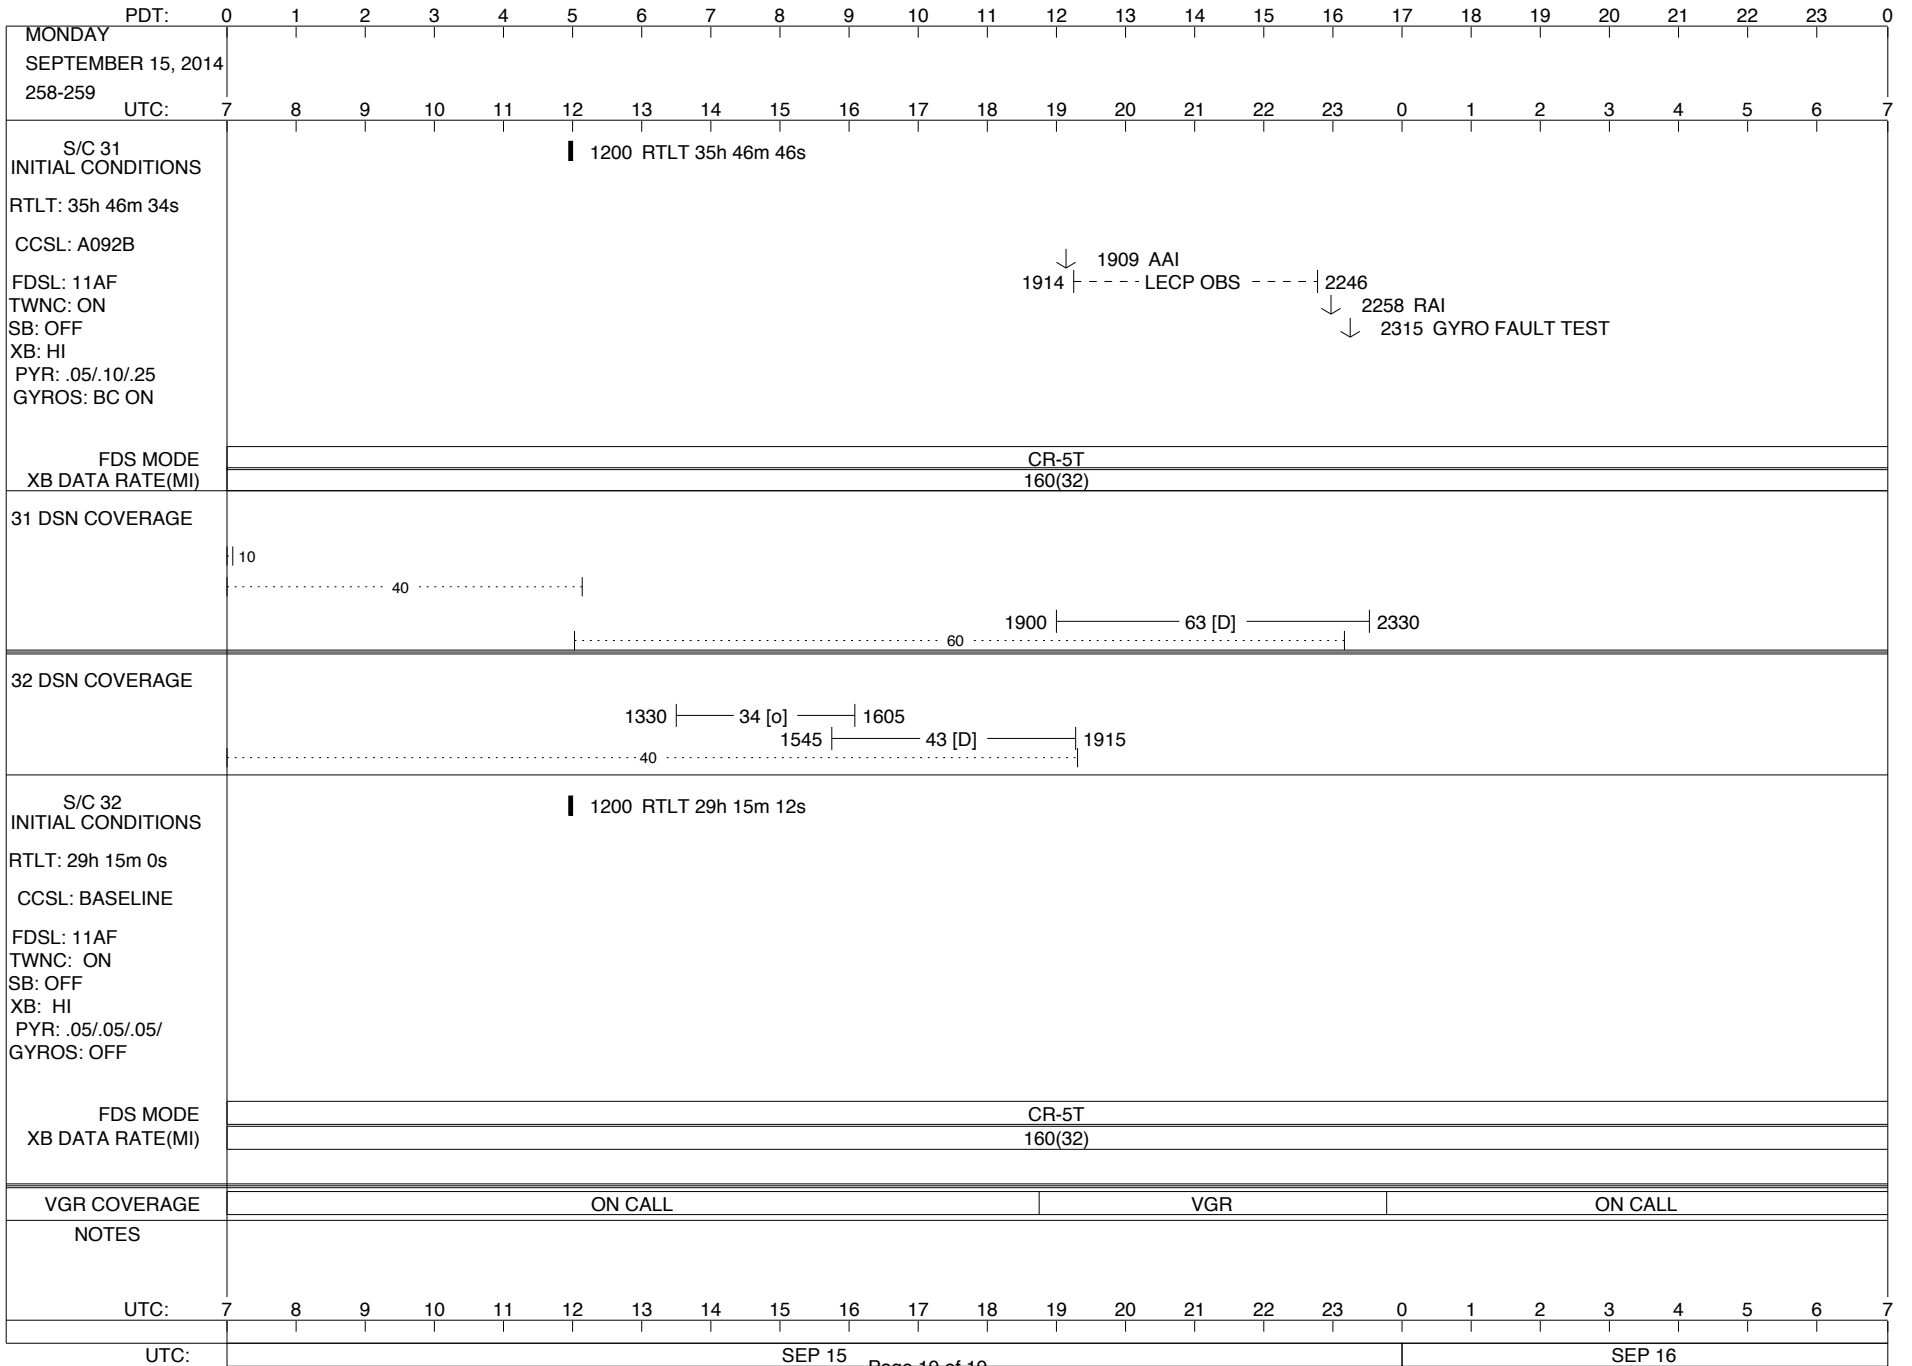 PDT: 0 1 2 3 4 5 6 7 8 9 10 11 12 13 14 15 16 17 18 19 20 21 22 23 0
MONDAY
SEPTEMBER 15, 2014
258-259
UTC: 7 8 9 10 11 12 13 14 15 16 17 18 19 20 21 22 23 0 1 2 3 4 5 6 7
S/C 31
INITIAL CONDITIONS
1200 RTLT 35h 46m 46s
RTLT: 35h 46m 34s
CCSL: A092B
1909 AAI
FDSL: 11AF
1914 LECP OBS 2246
TWNC: ON
2258 RAI
SB: OFF
2315 GYRO FAULT TEST
XB: HI
PYR: .05/.10/.25
GYROS: BC ON
FDS MODE CR-5T
XB DATA RATE(MI) 160(32)
31 DSN COVERAGE
10
40
1900 63 [D] 2330
60
32 DSN COVERAGE
1330 34 [o] 1605
1545 43 [D] 1915
40
S/C 32
INITIAL CONDITIONS
1200 RTLT 29h 15m 12s
RTLT: 29h 15m 0s
CCSL: BASELINE
FDSL: 11AF
TWNC: ON
SB: OFF
XB: HI
PYR: .05/.05/.05/
GYROS: OFF
FDS MODE CR-5T
XB DATA RATE(MI) 160(32)
VGR COVERAGE ON CALL VGR ON CALL
NOTES
UTC: 7 8 9 10 11 12 13 14 15 16 17 18 19 20 21 22 23 0 1 2 3 4 5 6 7
UTC: SEP 15 SEP 16
Page 19 of 19